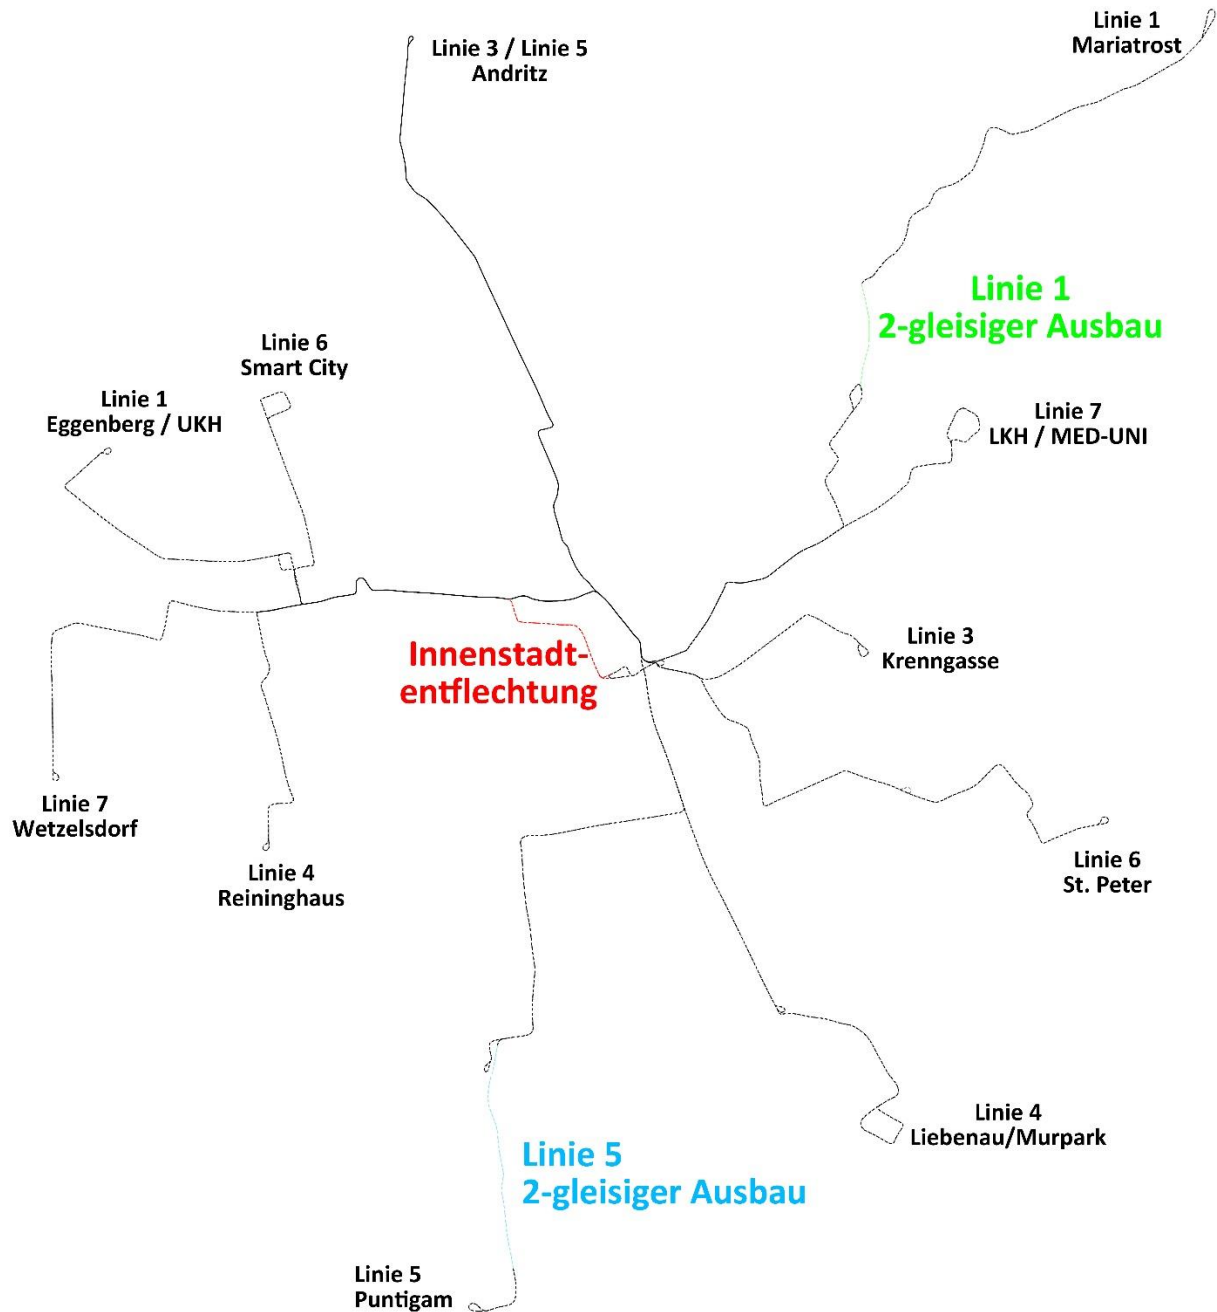 Linie 1
Mariatrost
Linie 3 / Linie 5
Andritz
Linie 1
2-gleisiger Ausbau
Linie 6
Smart City
Linie 1
Eggenberg / UKH
Linie 7
LKH / MED-UNI
Linie 3
Krenngasse
Innenstadt-
entflechtung
Linie 7
Wetzelsdorf
Linie 4
Reininghaus
Linie 6
St. Peter
Linie 4
Liebenau/Murpark
Linie 5
2-gleisiger Ausbau
Linie 5
Puntigam